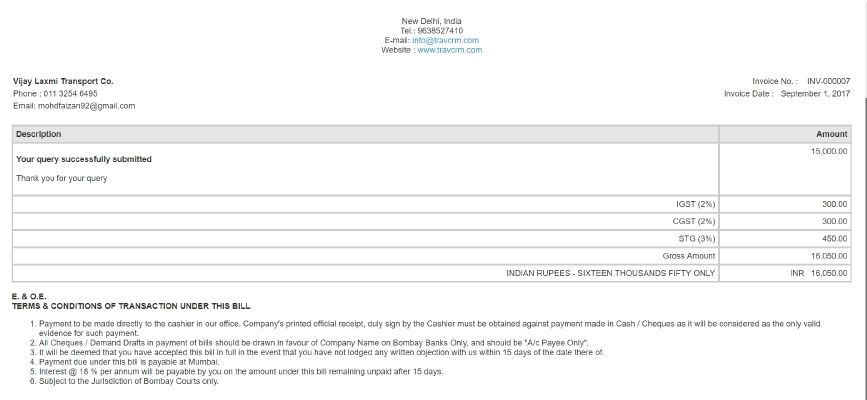 New Delhi, India
Tel.: 9638527410
E-mail: info@travcrm.com
Website : www.travcrm.com
Vijay Laxmi Transport Co.
Phone : 011 3254 6495
Email: mohdfaizan92@gmail.com
Invoice No. : INV-000007
Invoice Date : September 1, 2017
Description Amount
Your query successfully submitted 15,000.00
Thank you for your query
IGST (2%) 300.00
CGST (2%) 300.00
STG (3%) 450.00
Gross Amount 16,050.00
INDIAN RUPEES - SIXTEEN THOUSANDS FIFTY ONLY INR 16,050.00
E. & O.E.
TERMS & CONDITIONS OF TRANSACTION UNDER THIS BILL
1. Payment to be made directly to the cashier in our office. Company's printed official receipt, duly sign by the Cashier must be obtained against payment made in Cash / Cheques as it will be considered as the only valid
evidence for such payment.
2. All Cheques / Demand Drafts in payment of bills should be drawn in favour of Company Name on Bombay Banks Only, and should be "A/c Payee Only".
3. It will be deemed that you have accepted this bill in full in the event that you have not lodged any written objection with us within 15 days of the date there of.
4. Payment due under this bill is payable at Mumbai.
5. Interest @ 18 % per annum will be payable by you on the amount under this bill remaining unpaid after 15 days.
6. Subject to the Jurisdiction of Bombay Courts only.